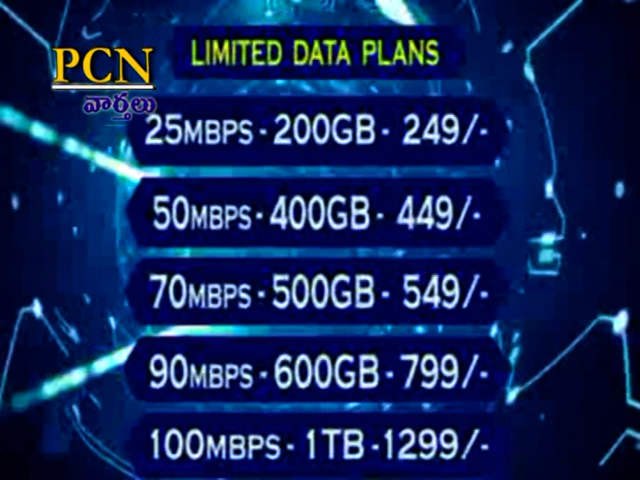 LIMITED DATA PLANS
PCN
వార్తలు
25MBPS - 200GB - 249/-
50MBPS - 400GB - 449/-
70MBPS - 500GB - 549/-
90MBPS - 600GB - 799/-
100MBPS - 1TB -1299/-